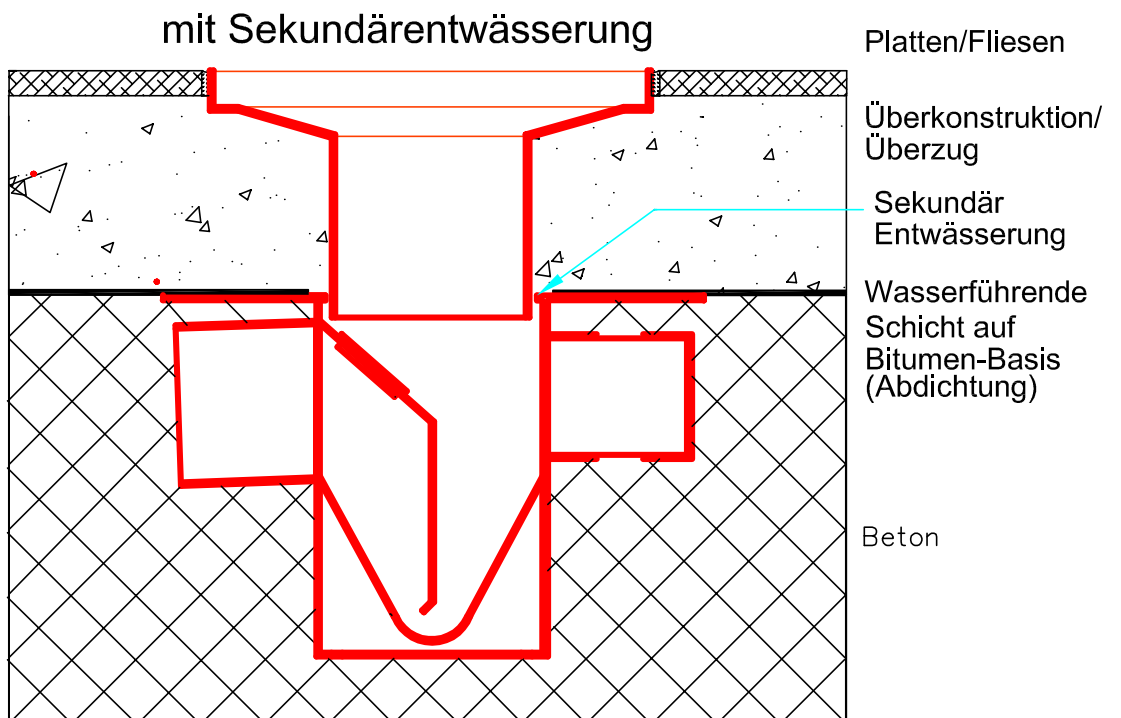 mit Sekundärentwässerung
Platten/Fliesen
Überkonstruktion/
Überzug
Sekundär
Entwässerung
Wasserführende
Schicht auf
Bitumen-Basis
(Abdichtung)
Beton